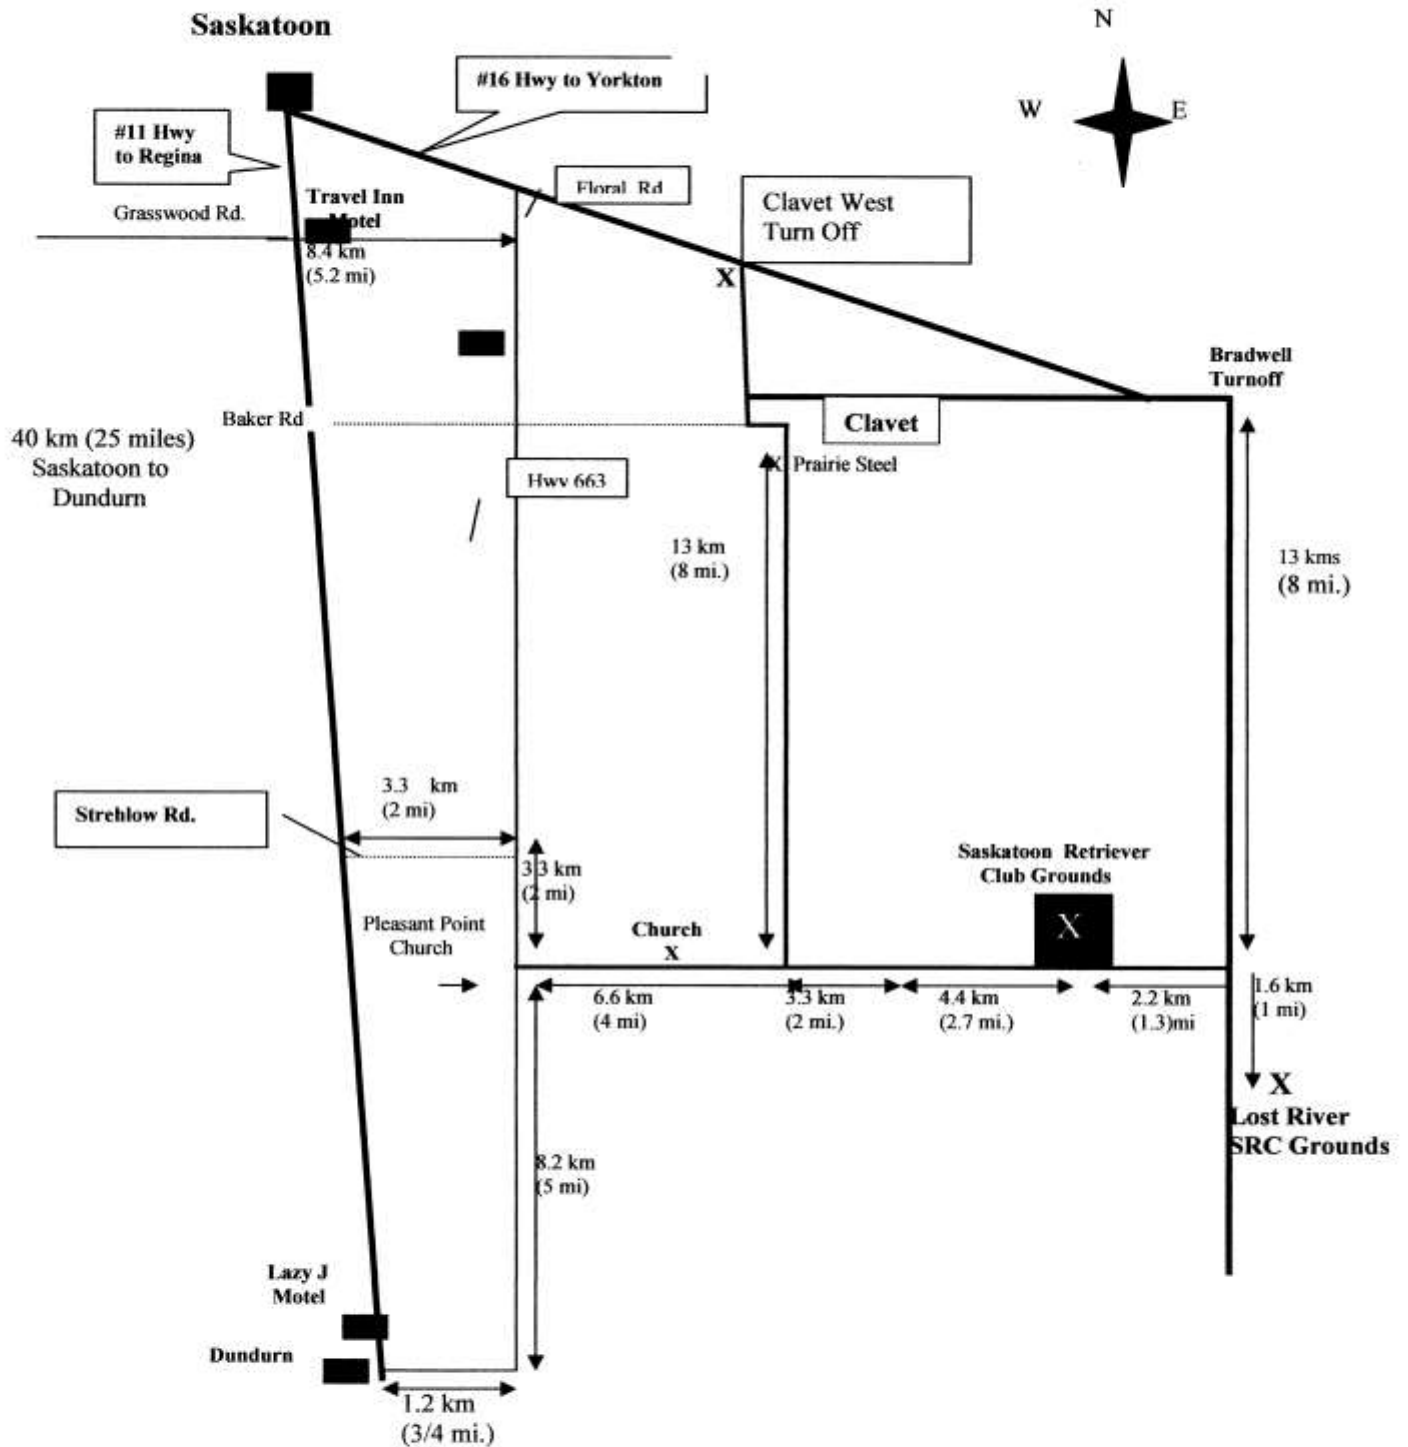 Saskatoon
N
#16 Hwy to Yorkton
W
E
#11 Hwy
to Regina
Floral Rd
Travel Inn
Motel
Grasswood Rd.
Clavet West
Turn Off
8.4 km
(5.2 mi)
X
Bradwell
Turnoff
Baker Rd
Clavet
40 km (25 miles)
Saskatoon to
Dundurn
X Prairie Steel
Hwy 663
13 km
(8 mi.)
13 kms
(8 mi.)
3.3 km
(2 mi)
Strehlow Rd.
3.3 km
(2 mi)
Saskatoon Retriever
Club Grounds
X
Pleasant Point
Church
Church
X
6.6 km
(4 mi)
3.3 km
(2 mi.)
4.4 km
(2.7 mi.)
2.2 km
(1.3)mi
1.6 km
(1 mi)
X
Lost River
SRC Grounds
8.2 km
(5 mi)
Lazy J
Motel
Dundurn
1.2 km
(3/4 mi.)